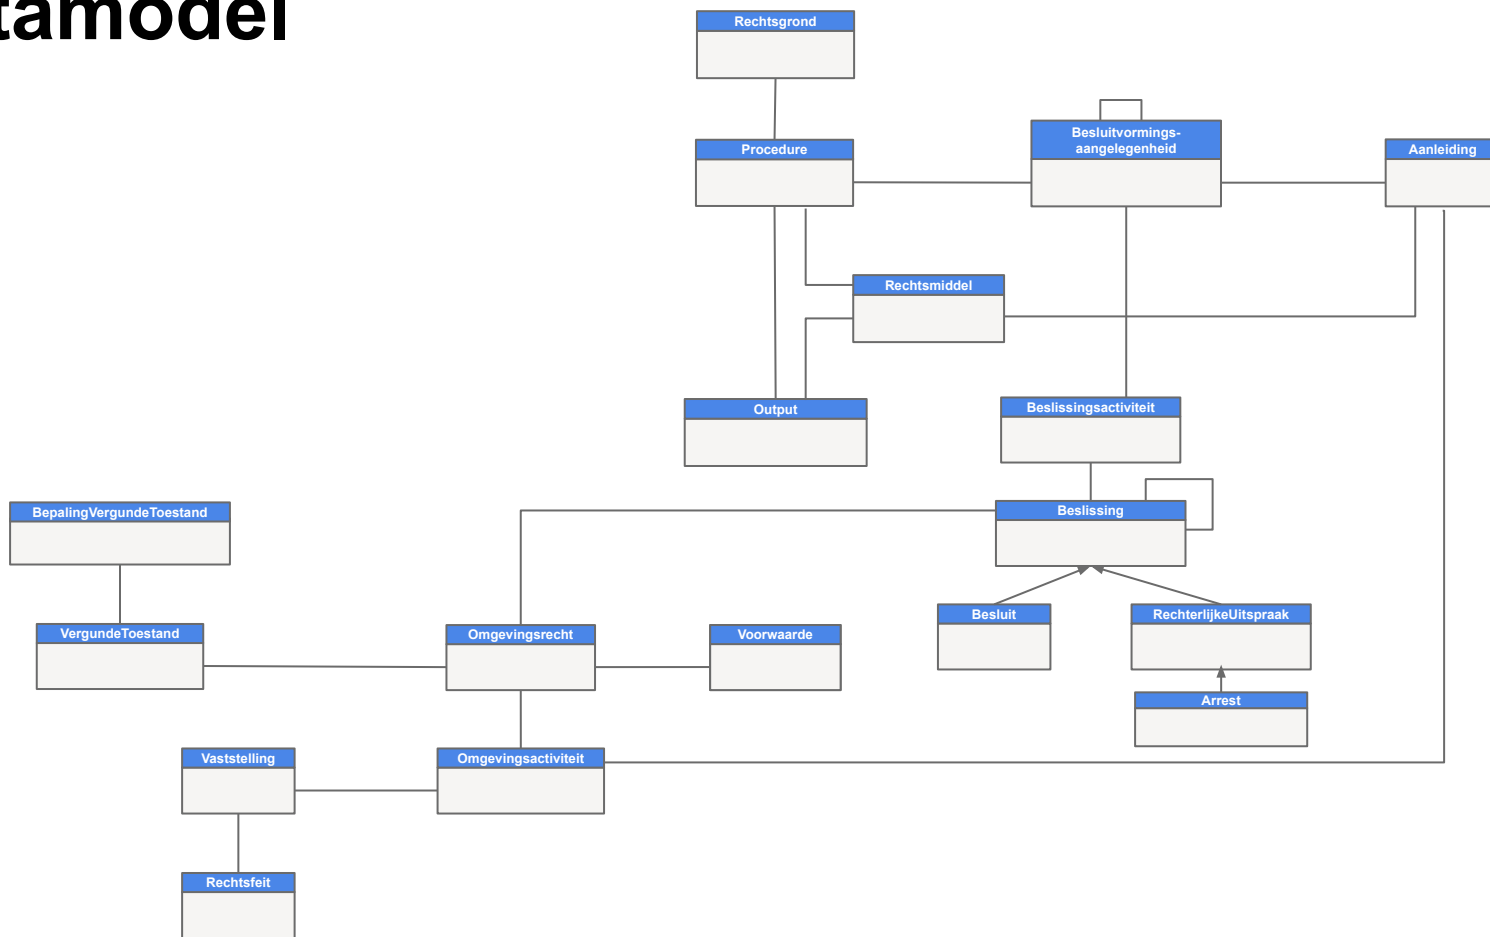 tamodel
Rechtsgrond
Besluitvormings-
aangelegenheid
Procedure
Aanleiding
Rechtsmiddel
Output
Beslissingsactiviteit
BepalingVergundeToestand
Beslissing
Besluit
RechterlijkeUitspraak
VergundeToestand
Omgevingsrecht
Voorwaarde
Arrest
Vaststelling
Omgevingsactiviteit
Rechtsfeit